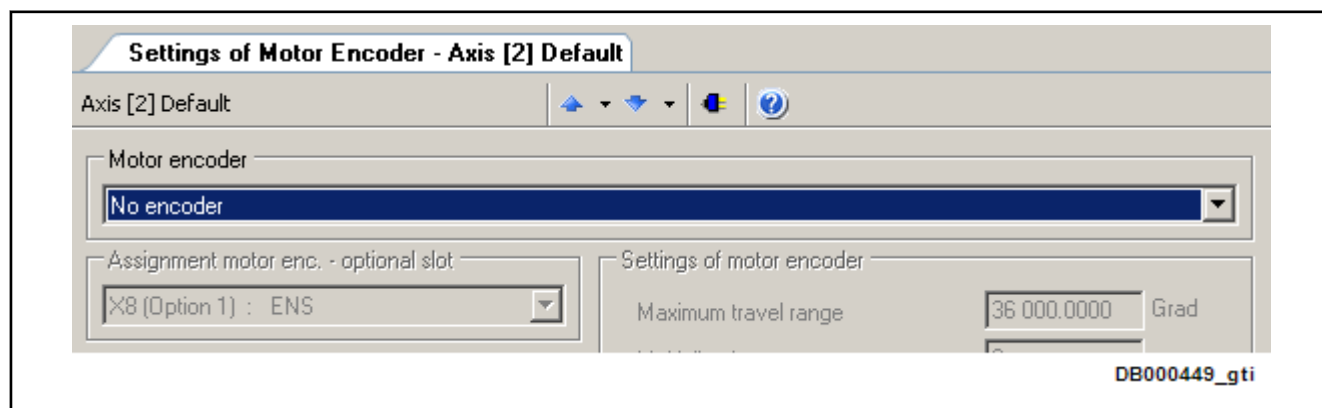 Settings of Motor Encoder - Axis [2] Default
Axis [2] Default
Motor encoder
No encoder
Assignment motor enc. - optional slot
Settings of motor encoder
X8 (Option 1) : ENS
Maximum travel range 36 000.0000 Grad
DB000449_gti